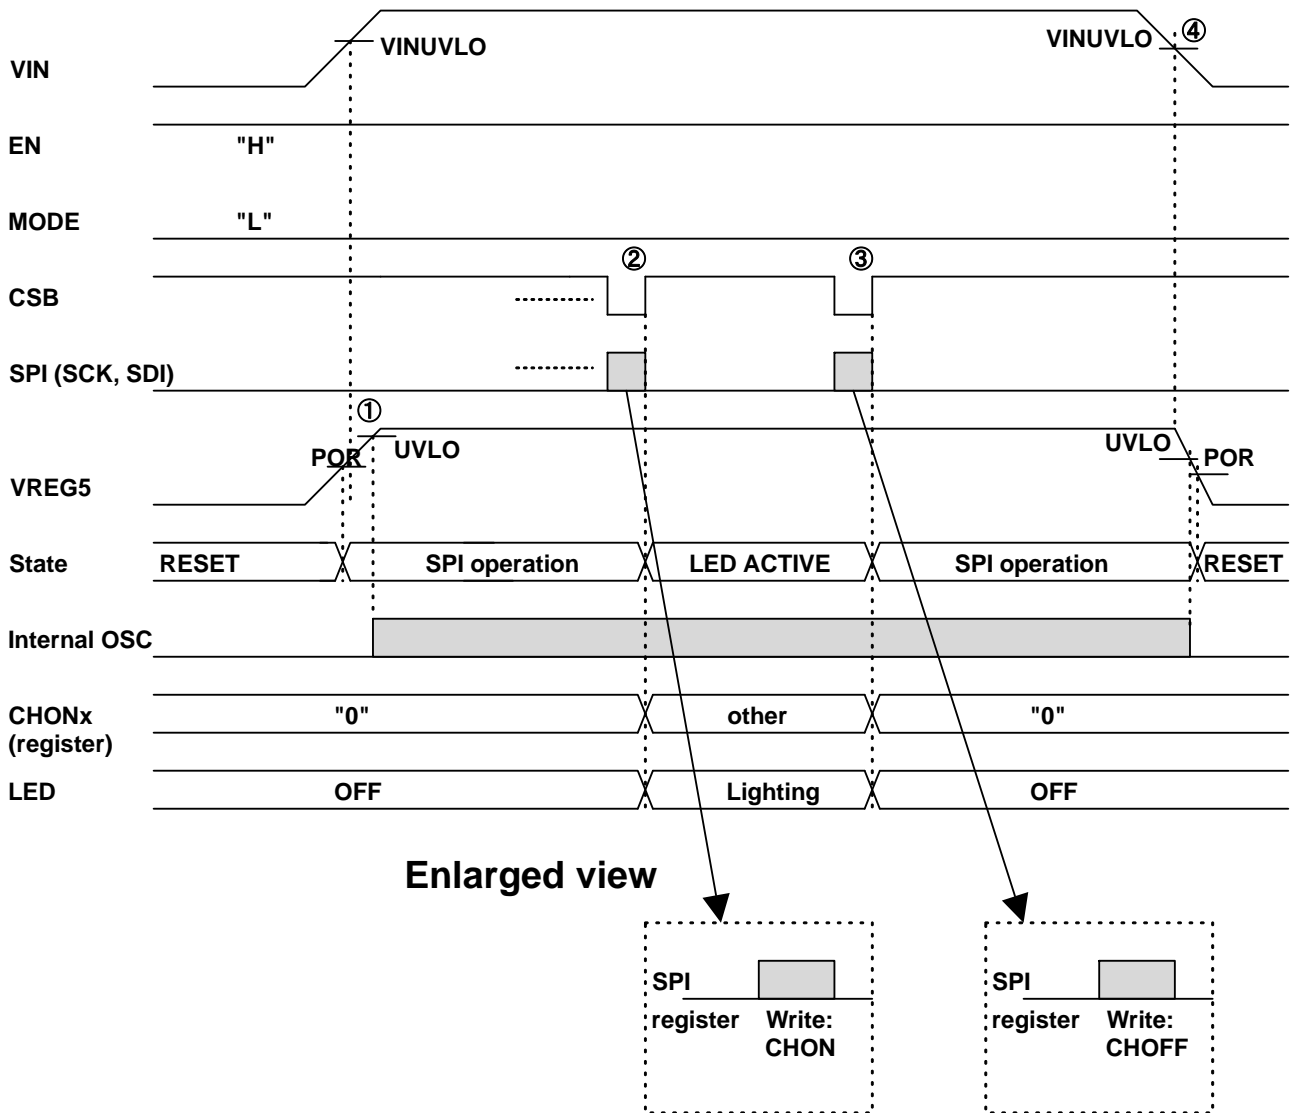 VINUVLO
VINUVLO
④
VIN
EN
"H"
MODE
"L"
②
③
CSB
SPI (SCK, SDI)
①
POR
UVLO
UVLO
POR
VREG5
State
RESET
SPI operation
LED ACTIVE
SPI operation
RESET
Internal OSC
CHONx
(register)
"0"
other
"0"
LED
OFF
Lighting
OFF
Enlarged view
SPI
register
Write:
CHON
SPI
register
Write:
CHOFF